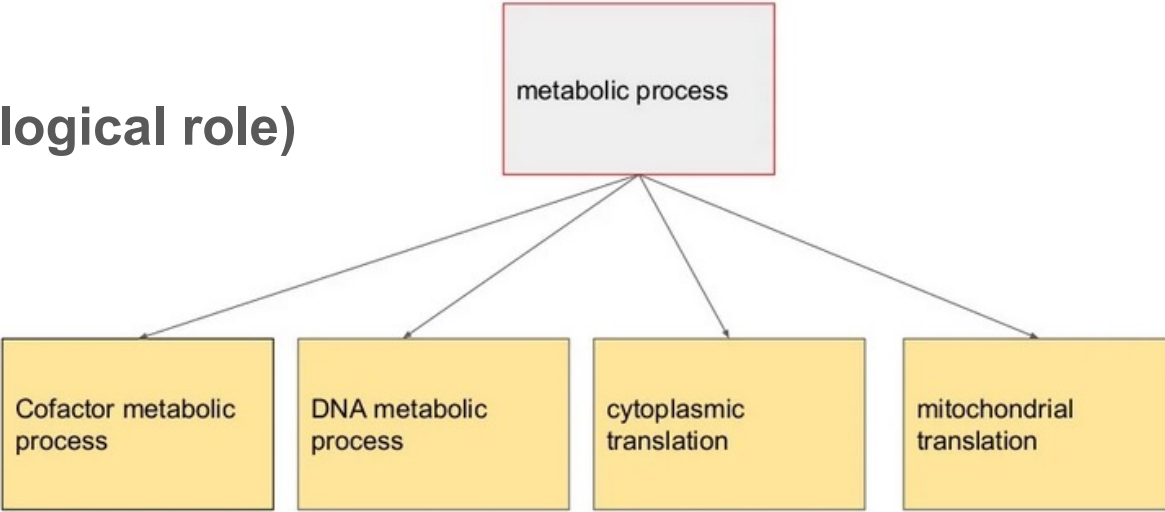 metabolic process
logical role)
Cofactor metabolic
process
DNA metabolic
process
cytoplasmic
translation
mitochondrial
translation